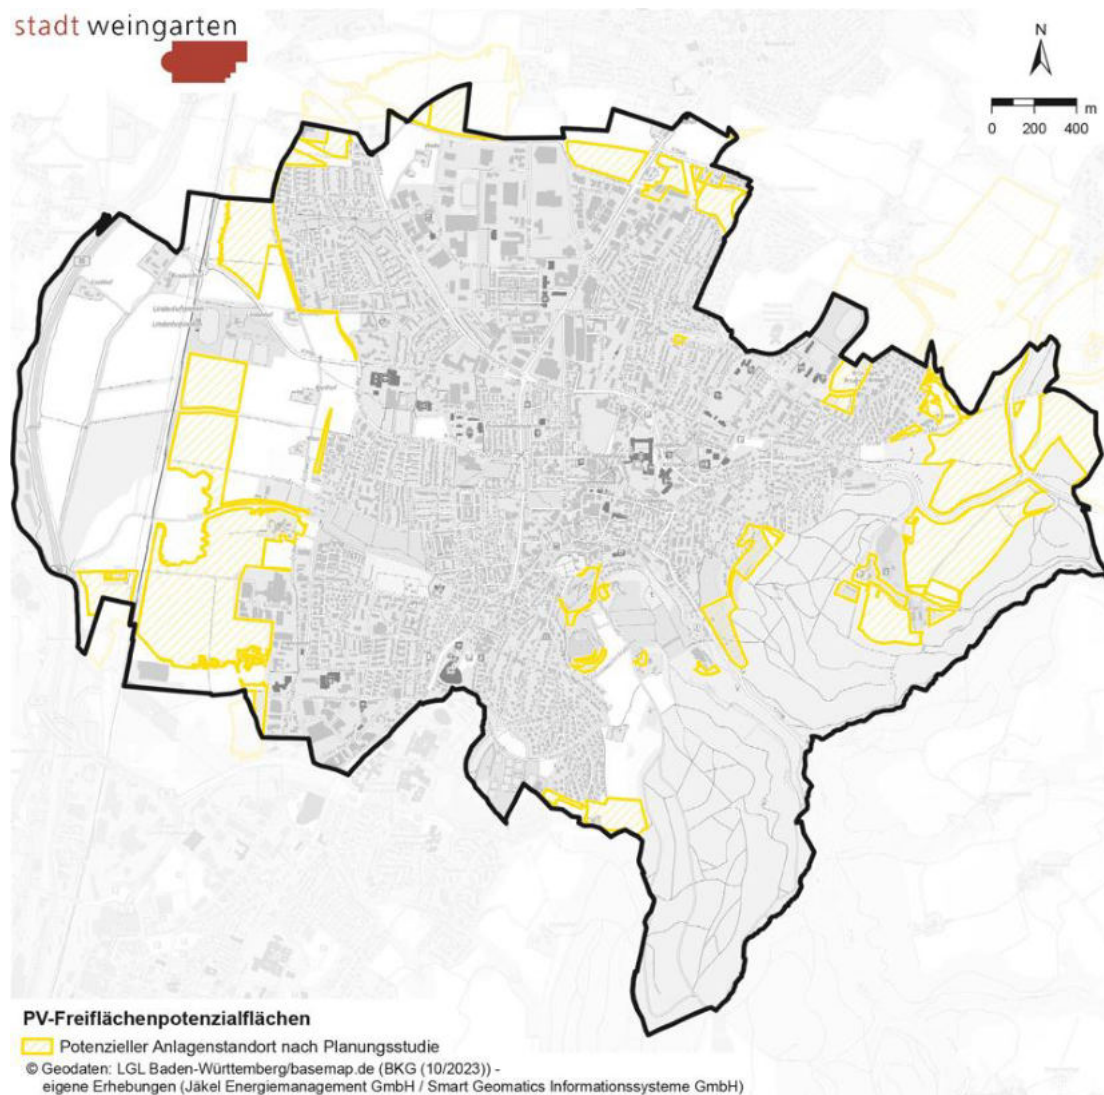 stadt weingarten
N
m
0 200 400
PV-Freiflächenpotenzialflächen
Potenzieller Anlagenstandort nach Planungsstudie
© Geodaten: LGL Baden-Württemberg/basemap.de (BKG (10/2023)) -
eigene Erhebungen (Jäkel Energiemanagement GmbH / Smart Geomatics Informationssysteme GmbH)